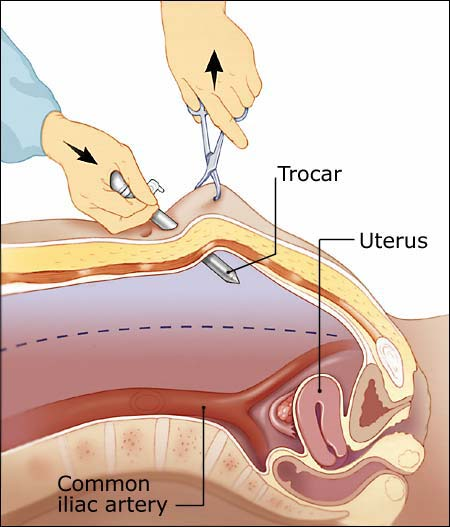 Trocar
Uterus
Common
iliac artery